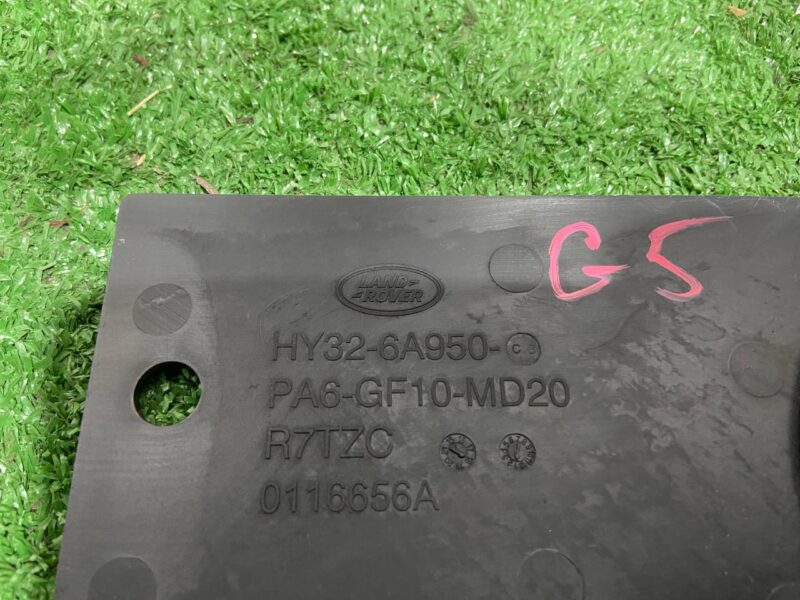 G5
LAND
ROVER
HY32-6A950-
PA6-GF10-MD20
R7TZC
0116656A